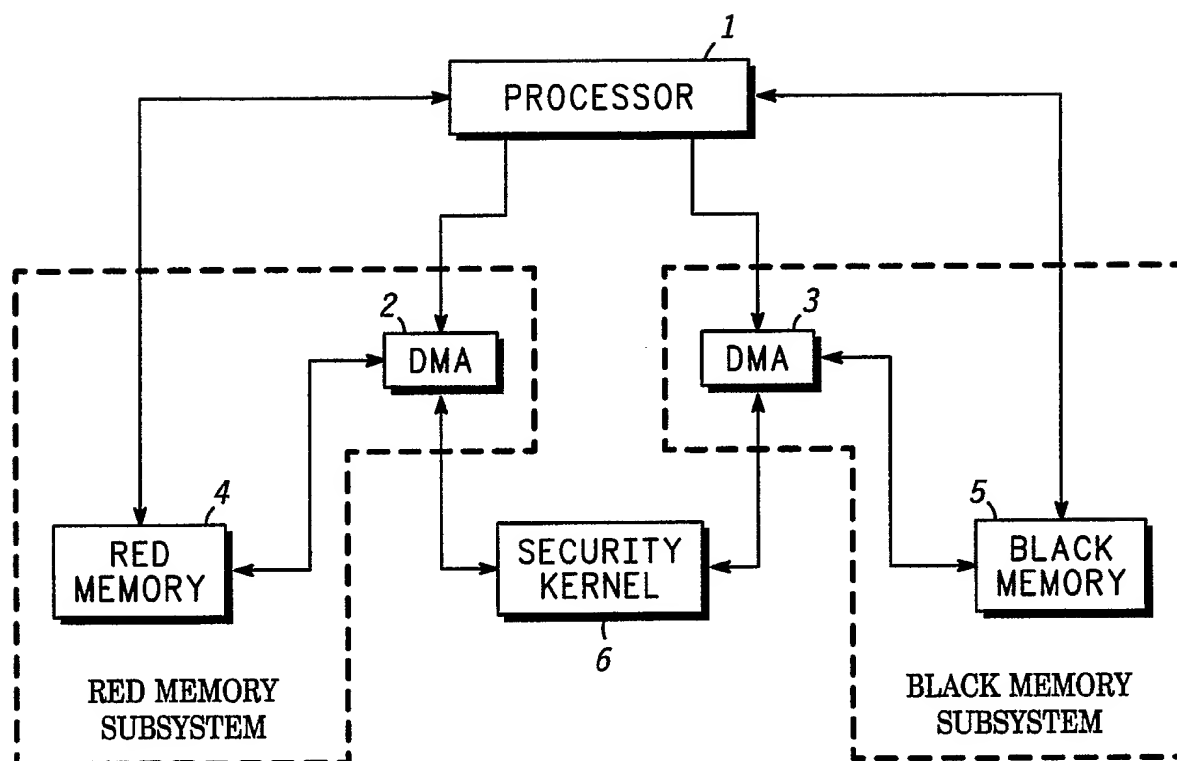 1
PROCESSOR
2
DMA
3
DMA
4
RED
MEMORY
SECURITY
KERNEL
6
5
BLACK
MEMORY
RED MEMORY
SUBSYSTEM
BLACK MEMORY
SUBSYSTEM